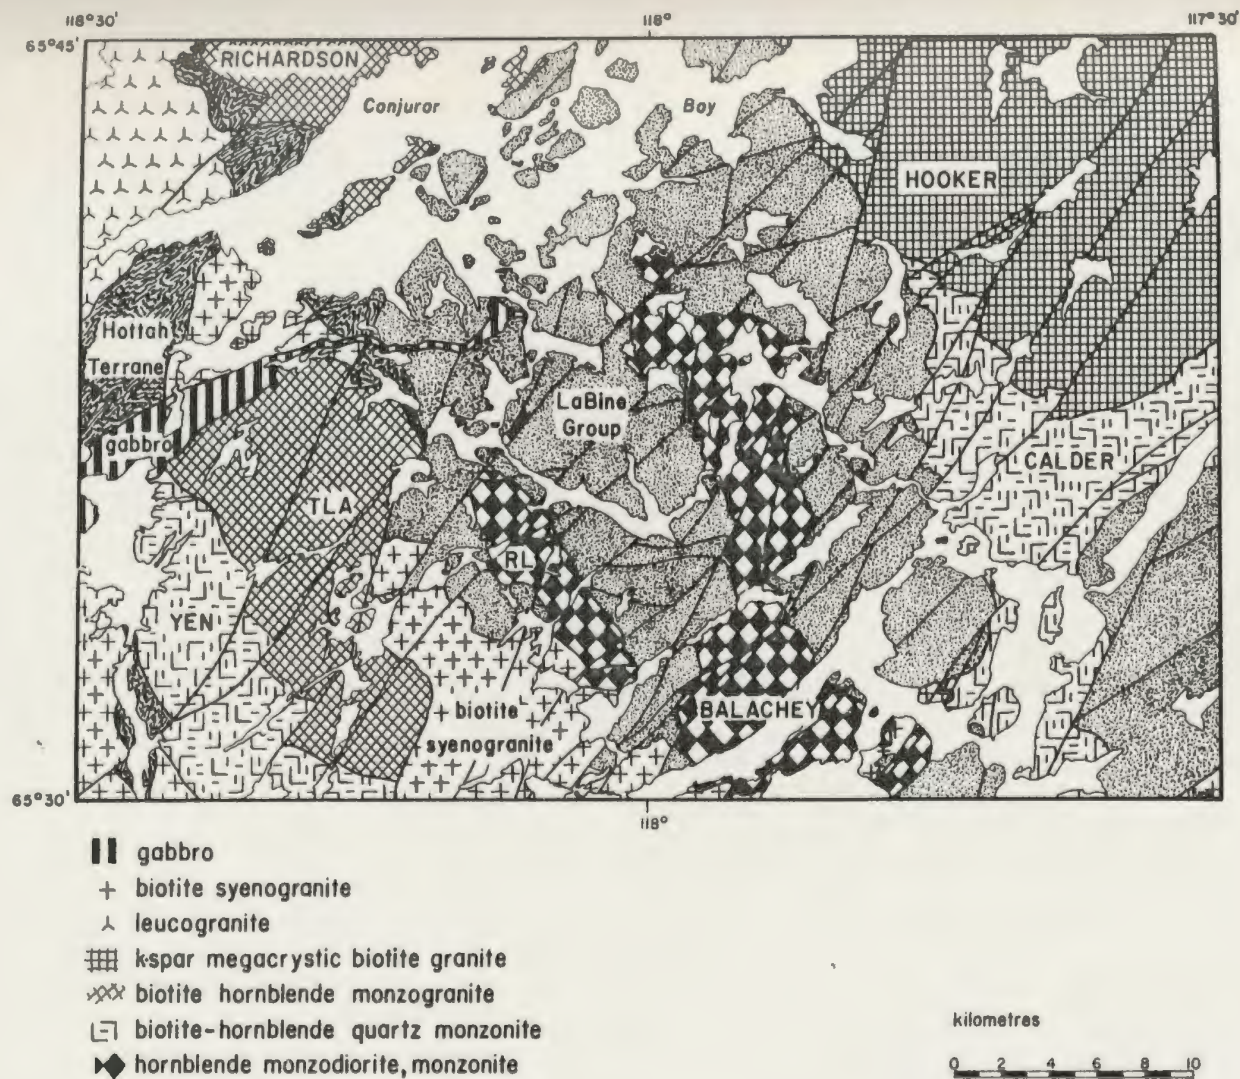 118°30' 118° 117°30'
65°45'
RICHARDSON
Conjuror Bay
HOOKER
Hottah
Terrane
LaBine
Group
gabbro
CALDER
TLA
RL
YEN
biotite
syenogranite
BALACHEY
65°30'
118°
gabbro
biotite syenogranite
leucogranite
k-spar megacrystic biotite granite
biotite hornblende monzogranite
biotite-hornblende quartz monzonite
hornblende monzodiorite, monzonite
kilometres
0 2 4 6 8 10